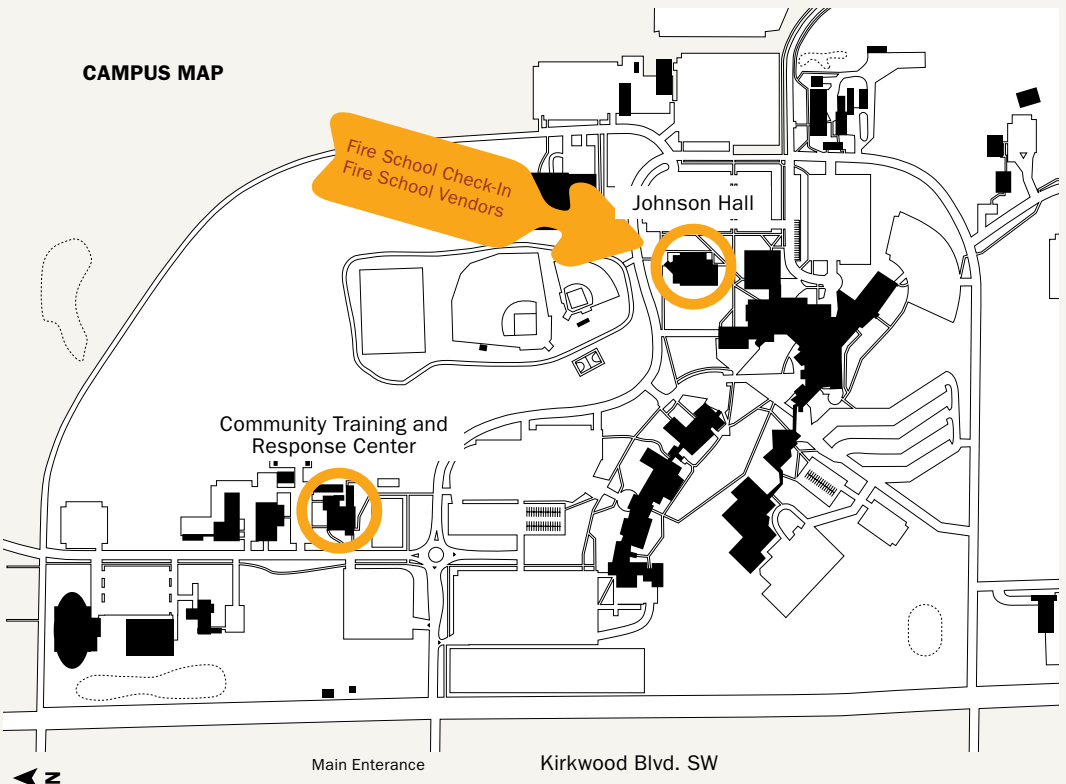 CAMPUS MAP
Fire School Check-In
Fire School Vendors
Johnson Hall
Community Training and
Response Center
Main Enterance
Kirkwood Blvd. SW
N